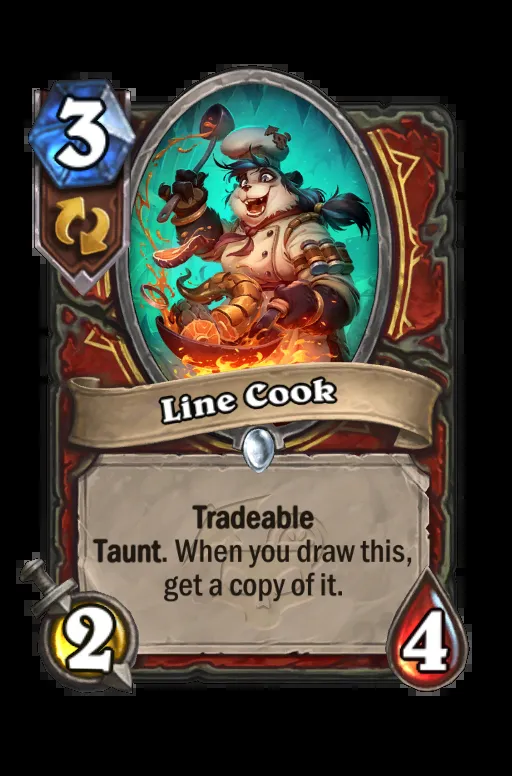 3
Line Cook
Tradeable
Taunt. When you draw this,
get a copy of it.
2
4